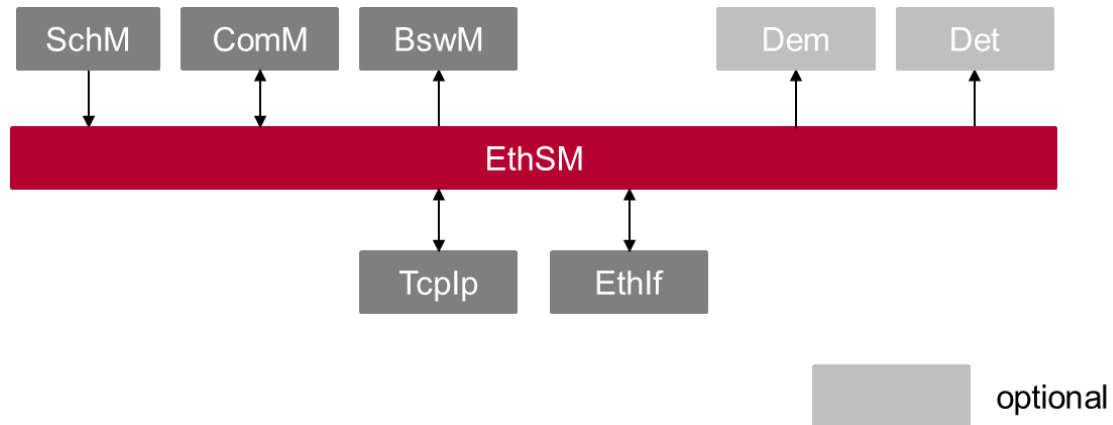 SchM
ComM
BswM
Dem
Det
EthSM
TcpIp
EthIf
optional